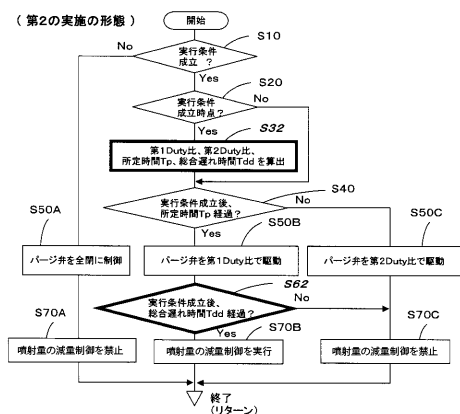 （第2の実施の形態）
開始
S10
No
実行条件
成立 ？
Yes
S20
実行条件
成立時点？
No
Yes
S32
第1Duty比、第2Duty比、
所定時間Tp、総合遅れ時間Tddを算出
S40
実行条件成立後、
所定時間Tp経過？
No
Yes
S50A
パージ弁を全閉に制御
S50B
パージ弁を第1Duty比で駆動
S50C
パージ弁を第2Duty比で駆動
S62
実行条件成立後、
総合遅れ時間Tdd 経過？
No
Yes
S70A
噴射量の減量制御を禁止
S70B
噴射量の減量制御を実行
S70C
噴射量の減量制御を禁止
終了
(リターン)